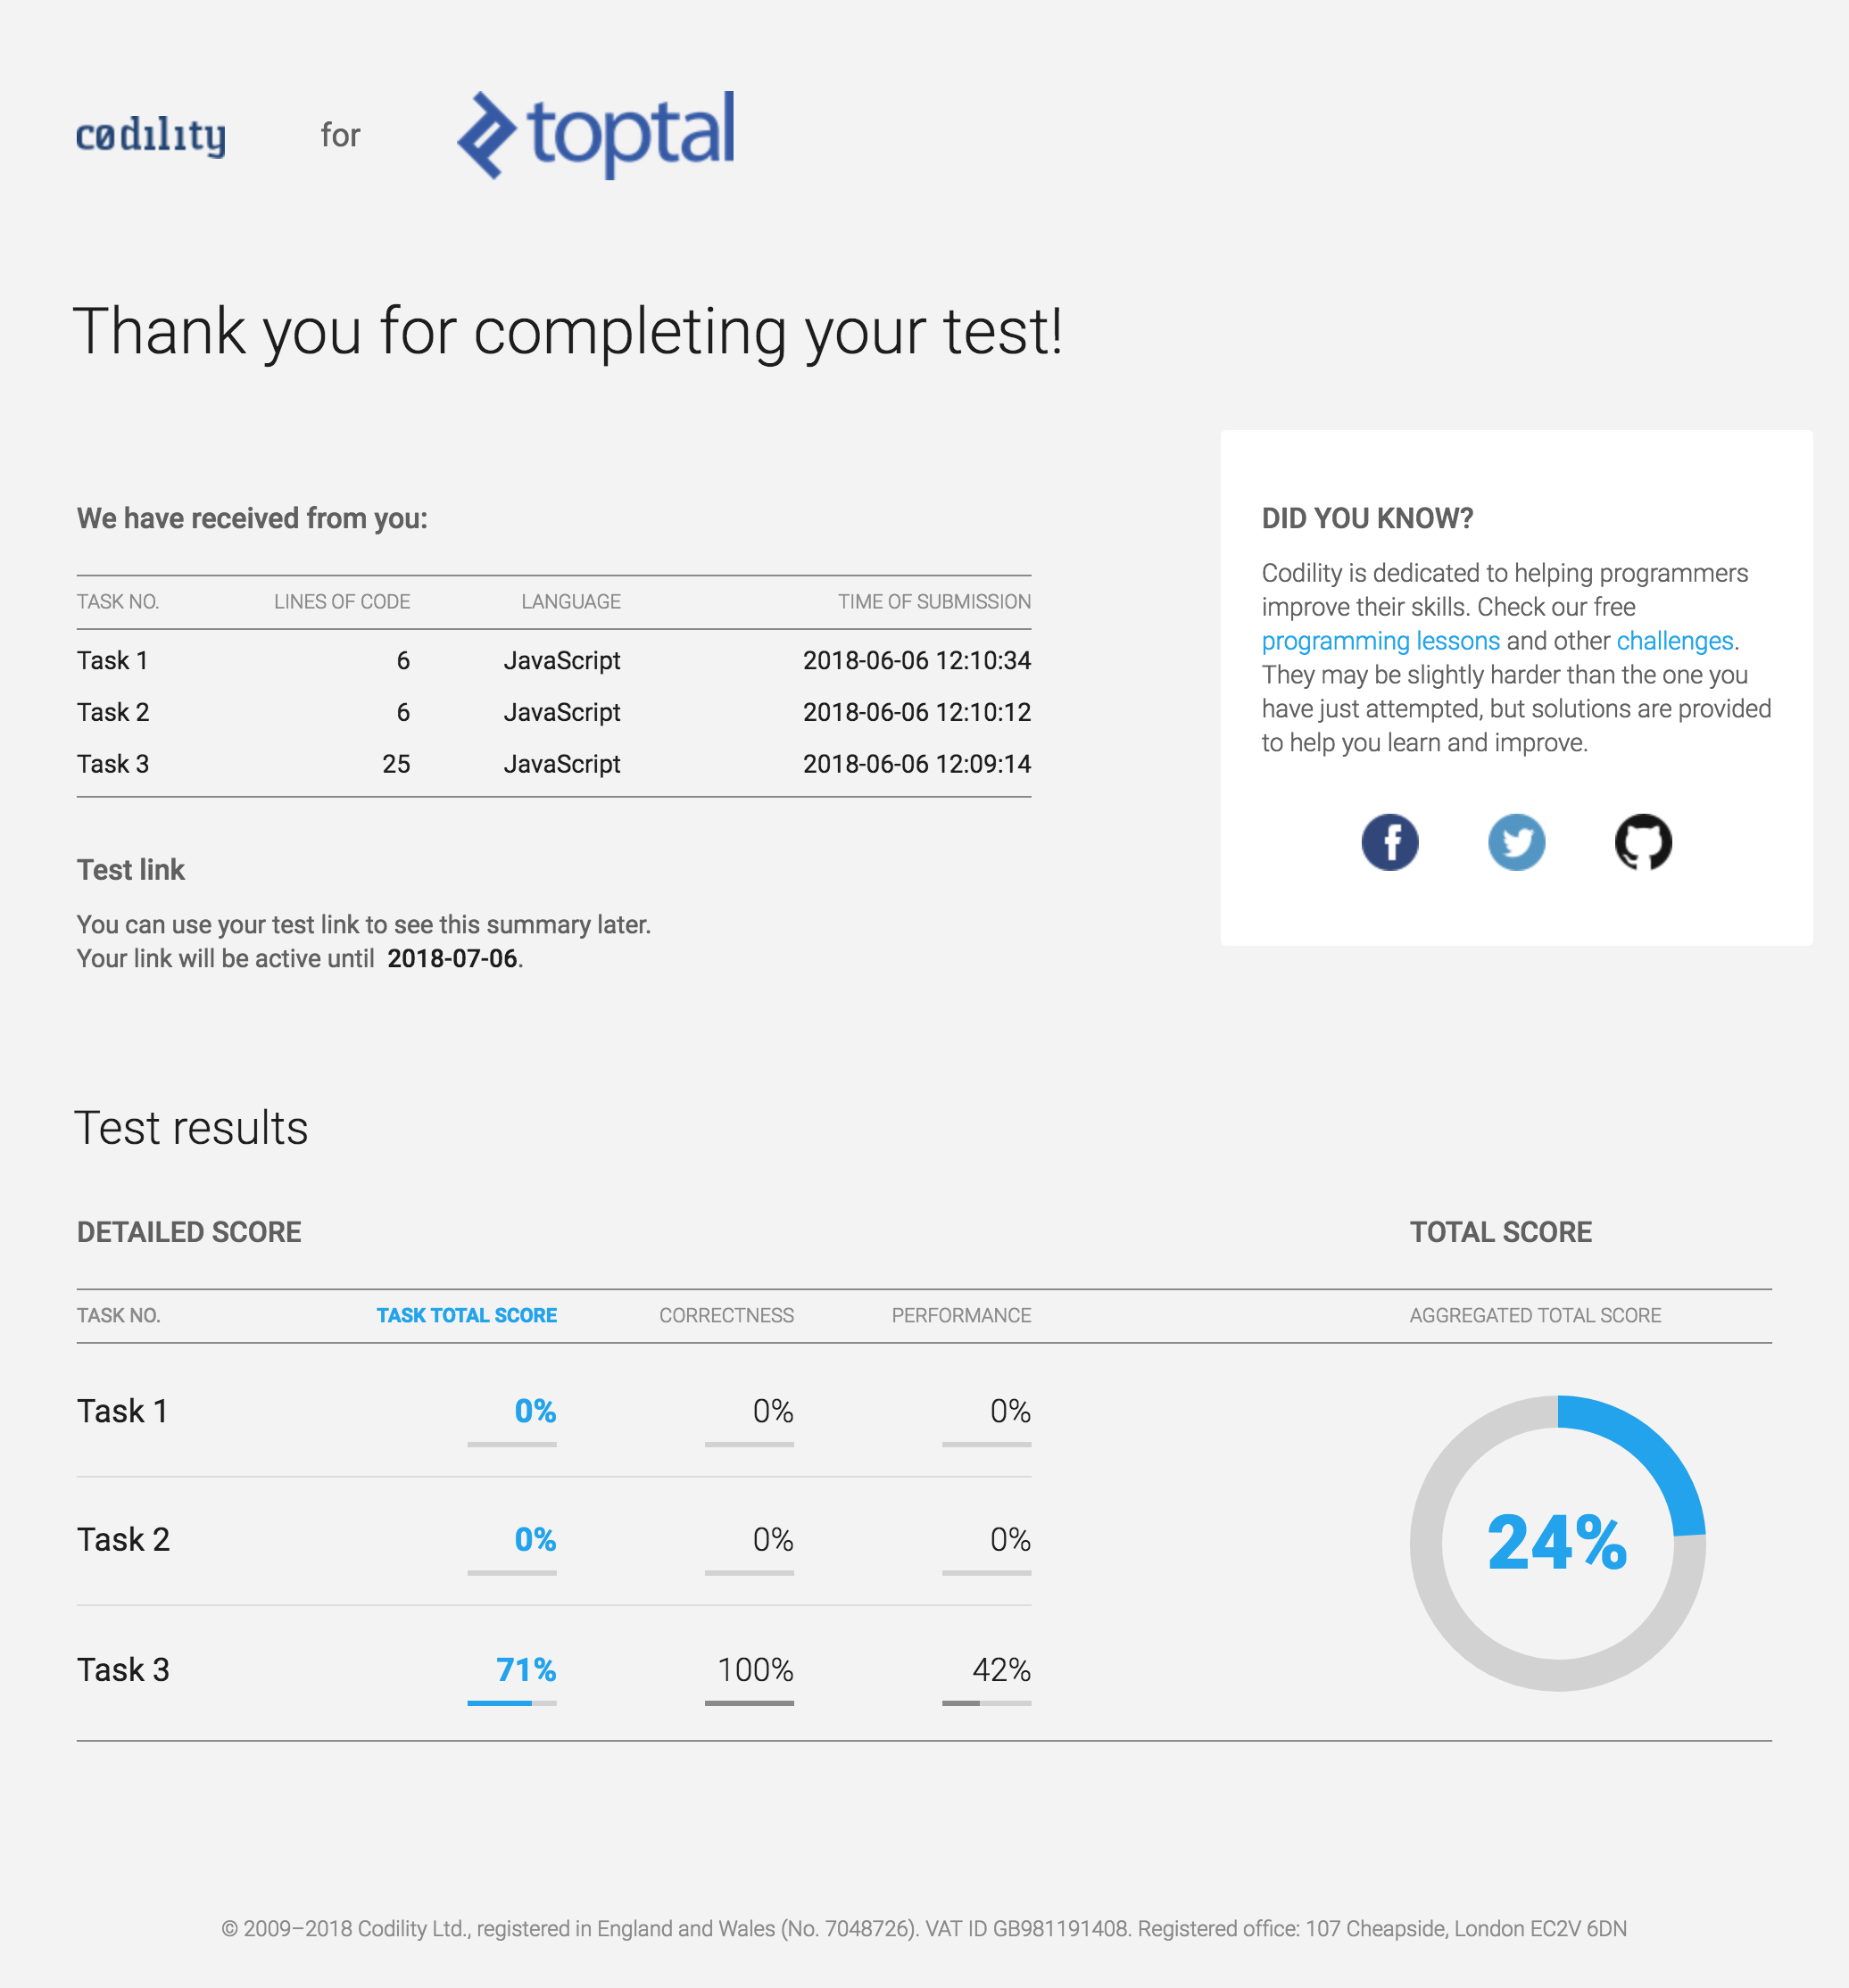 codility for toptal
Thank you for completing your test!
We have received from you:
TASK NO. LINES OF CODE LANGUAGE TIME OF SUBMISSION
Task 1 6 JavaScript 2018-06-06 12:10:34
Task 2 6 JavaScript 2018-06-06 12:10:12
Task 3 25 JavaScript 2018-06-06 12:09:14
Test link
You can use your test link to see this summary later.
Your link will be active until 2018-07-06.
DID YOU KNOW?
Codility is dedicated to helping programmers
improve their skills. Check our free
programming lessons and other challenges.
They may be slightly harder than the one you
have just attempted, but solutions are provided
to help you learn and improve.
Test results
DETAILED SCORE
TASK NO. TASK TOTAL SCORE CORRECTNESS PERFORMANCE
Task 1 0% 0% 0%
Task 2 0% 0% 0%
Task 3 71% 100% 42%
TOTAL SCORE
AGGREGATED TOTAL SCORE
24%
© 2009–2018 Codility Ltd., registered in England and Wales (No. 7048726). VAT ID GB981191408. Registered office: 107 Cheapside, London EC2V 6DN